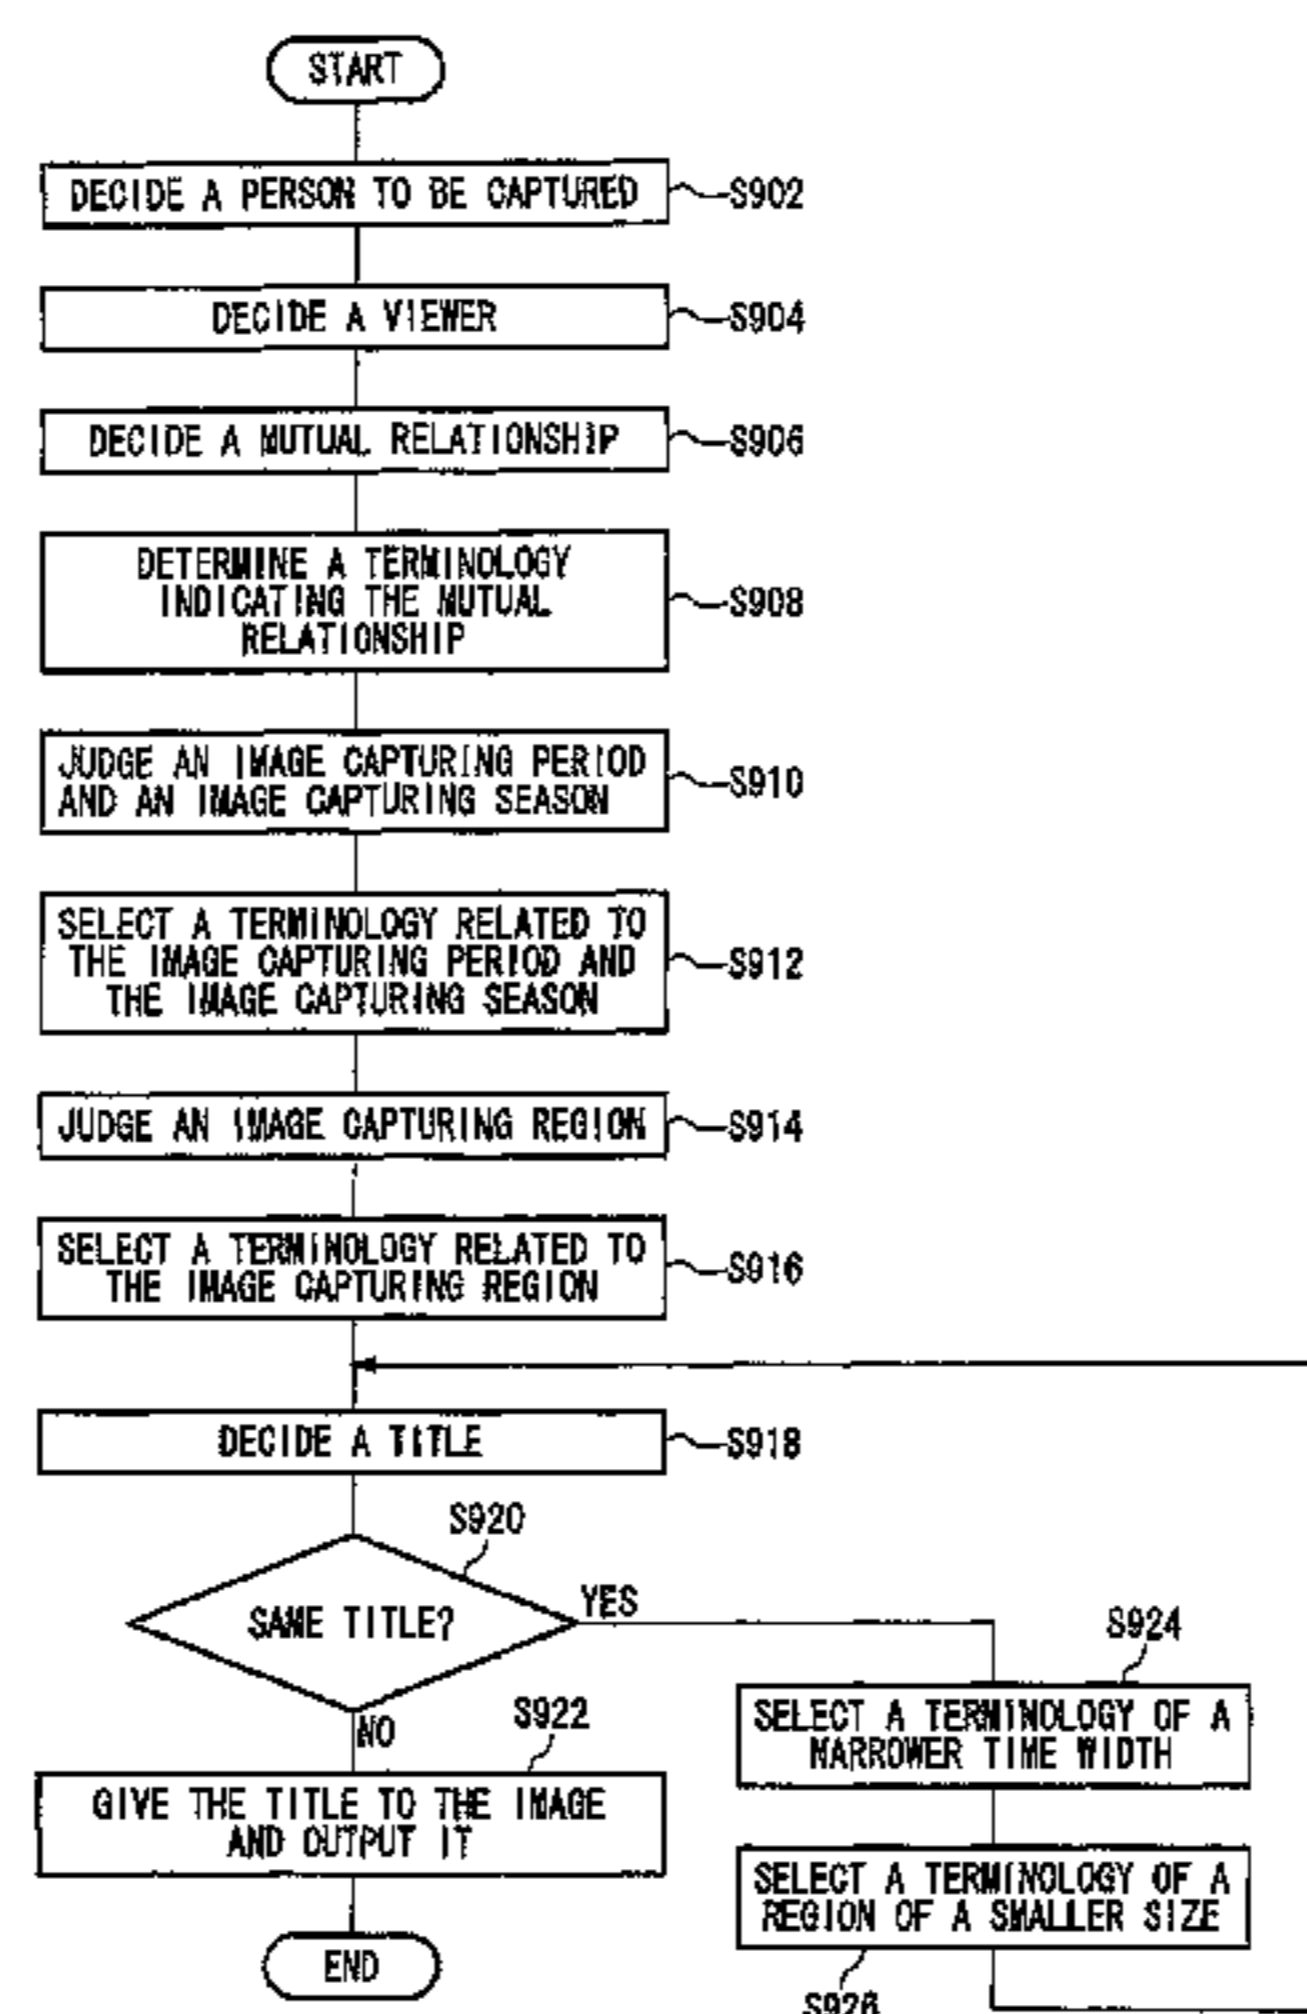 START
DECIDE A PERSON TO BE CAPTURED
S902
DECIDE A VIEWER
S904
DECIDE A MUTUAL RELATIONSHIP
S906
DETERMINE A TERMINOLOGY
INDICATING THE MUTUAL
RELATIONSHIP
S908
JUDGE AN IMAGE CAPTURING PERIOD
AND AN IMAGE CAPTURING SEASON
S910
SELECT A TERMINOLOGY RELATED TO
THE IMAGE CAPTURING PERIOD AND
THE IMAGE CAPTURING SEASON
S912
JUDGE AN IMAGE CAPTURING REGION
S914
SELECT A TERMINOLOGY RELATED TO
THE IMAGE CAPTURING REGION
S916
DECIDE A TITLE
S918
S920
SAME TITLE?
YES
NO
S922
GIVE THE TITLE TO THE IMAGE
AND OUTPUT IT
END
S924
SELECT A TERMINOLOGY OF A
NARROWER TIME WIDTH
SELECT A TERMINOLOGY OF A
REGION OF A SMALLER SIZE
S926